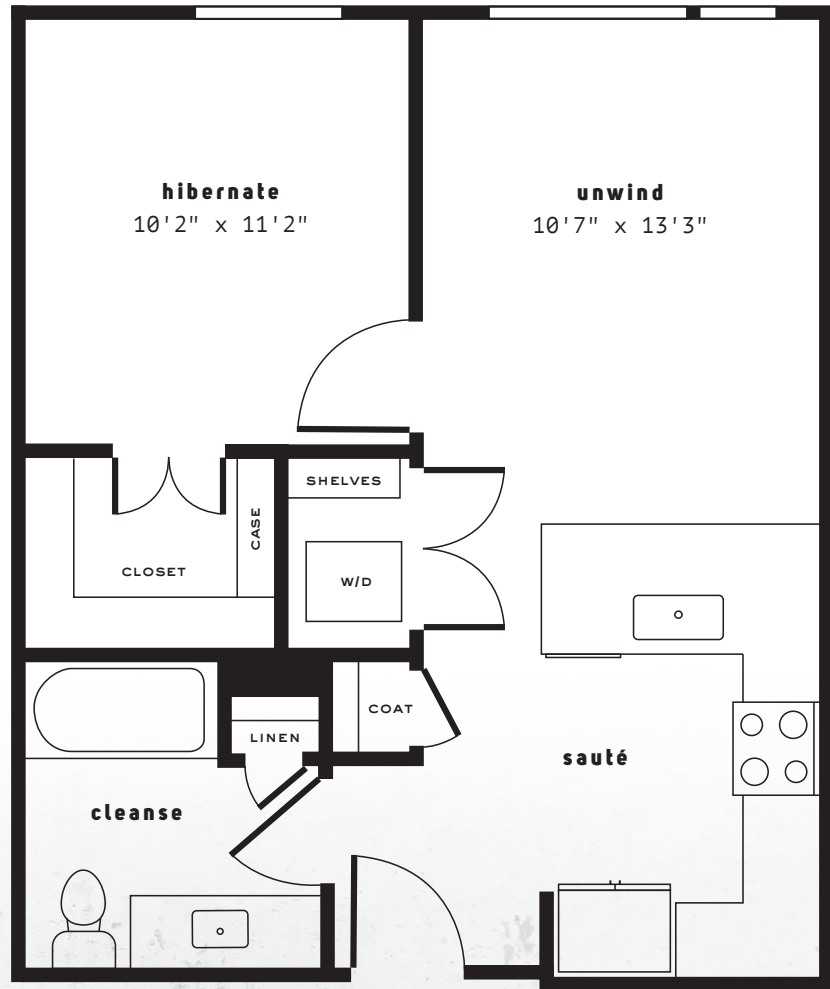 hibernate
10'2" x 11'2"
unwind
10'7" x 13'3"
SHELVES
CASE
CLOSET
W/D
COAT
LINEN
sauté
cleanse